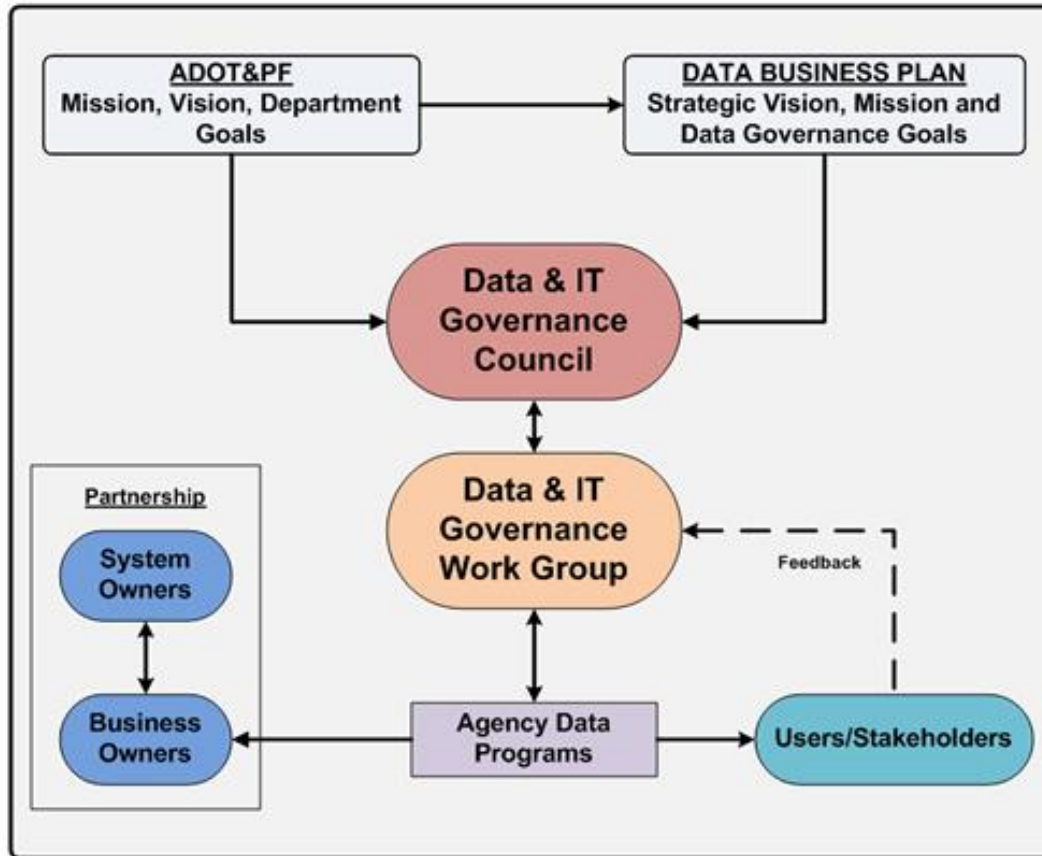 ADOT&PF
Mission, Vision, Department
Goals
DATA BUSINESS PLAN
Strategic Vision, Mission and
Data Governance Goals
Data & IT
Governance
Council
Data & IT
Governance
Work Group
Partnership
System
Owners
Business
Owners
Feedback
Agency Data
Programs
Users/Stakeholders